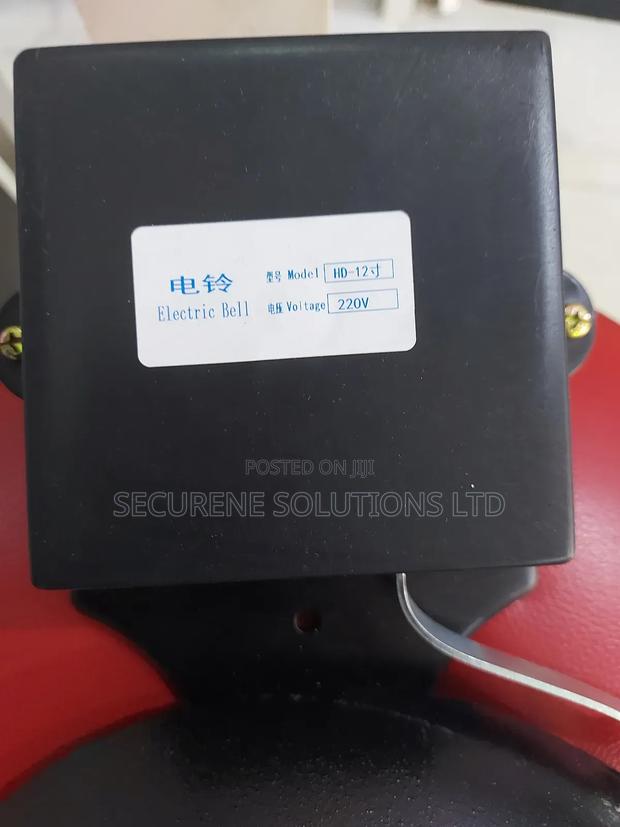 电铃
Electric Bell
型号 Model HD-12寸
电压 Voltage 220V
POSTED ON JIJI
SECURENE SOLUTIONS LTD